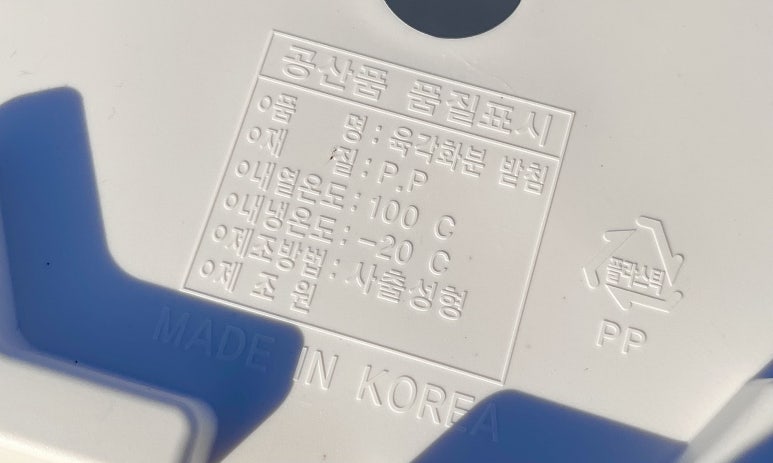 공산품 품질표시
o품 명 : 육각화분 받침
o재 질 : P.P
o내열온도 : 100 C
o내냉온도 : -20 C
o제조방법 : 사출성형
o제 조 원
MADE IN KOREA
플라스틱
PP